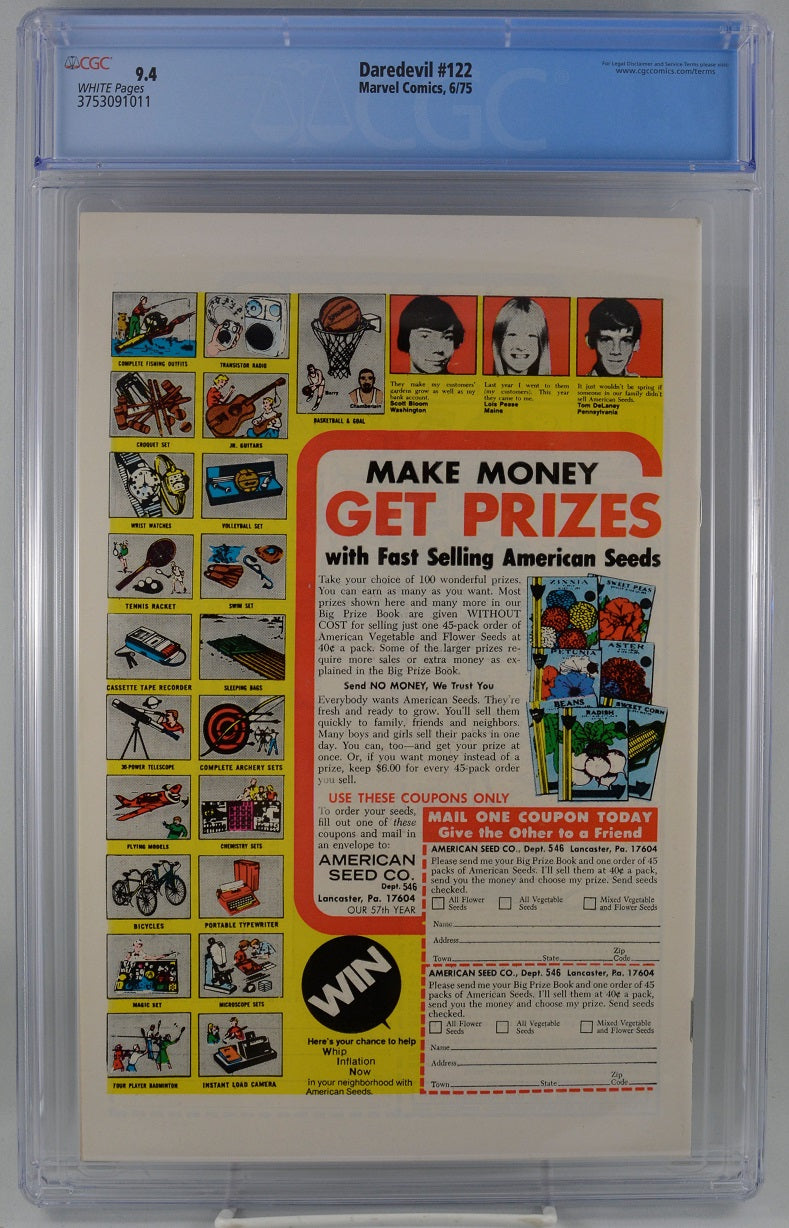 CGC
9.4
WHITE Pages
3753091011
Daredevil #122
Marvel Comics, 6/75
For Legal Disclaimer and Service Terms please visit:
www.cgccomics.com/terms
CGC
COMPLETE FISHING OUTFITS
TRANSISTOR RADIO
CROQUET SET
JR. GUITARS
WRIST WATCHES
VOLLEYBALL SET
TENNIS RACKET
SWIM SET
CASSETTE TAPE RECORDER
SLEEPING BAGS
30-POWER TELESCOPE
COMPLETE ARCHERY SETS
FLYING MODELS
CHEMISTRY SETS
BICYCLES
PORTABLE TYPEWRITER
MAGIC SET
MICROSCOPE SETS
FOUR PLAYER BADMINTON
INSTANT LOAD CAMERA
Spalding
Barry
Chamberlain
BASKETBALL & GOAL
They make my customers'
gardens grow as well as my
bank account.
Scott Bloom
Washington
Last year I went to them
(my customers). This year
they came to me.
Lois Pease
Maine
It just wouldn't be spring if
someone in our family didn't
sell American Seeds.
Tom DeLaney
Pennsylvania
MAKE MONEY
GET PRIZES
with Fast Selling American Seeds
Take your choice of 100 wonderful prizes.
You can earn as many as you want. Most
prizes shown here and many more in our
Big Prize Book are given WITHOUT
COST for selling just one 45-pack order of
American Vegetable and Flower Seeds at
40¢ a pack. Some of the larger prizes re-
quire more sales or extra money as ex-
plained in the Big Prize Book.
Send NO MONEY, We Trust You
Everybody wants American Seeds. They're
fresh and ready to grow. You'll sell them
quickly to family, friends and neighbors.
Many boys and girls sell their packs in one
day. You can, too—and get your prize at
once. Or, if you want money instead of a
prize, keep $6.00 for every 45-pack order
you sell.
ZINNIA
SWEET PEAS
PETUNIA
ASTER
BEANS
RADISH
SWEET CORN
USE THESE COUPONS ONLY
To order your seeds,
fill out one of these
coupons and mail in
an envelope to:
AMERICAN
SEED CO.
Dept. 546
Lancaster, Pa. 17604
OUR 57th YEAR
MAIL ONE COUPON TODAY
Give the Other to a Friend
AMERICAN SEED CO., Dept. 546 Lancaster, Pa. 17604
Please send me your Big Prize Book and one order of 45
packs of American Seeds. I'll sell them at 40¢ a pack,
send you the money and choose my prize. Send seeds
checked.
All Flower Seeds
All Vegetable Seeds
Mixed Vegetable and Flower Seeds
Name
Address
Town State Zip Code
AMERICAN SEED CO., Dept. 546 Lancaster, Pa. 17604
Please send me your Big Prize Book and one order of 45
packs of American Seeds. I'll sell them at 40¢ a pack,
send you the money and choose my prize. Send seeds
checked.
All Flower Seeds
All Vegetable Seeds
Mixed Vegetable and Flower Seeds
Name
Address
Town State Zip Code
WIN
Here's your chance to help
Whip
Inflation
Now
in your neighborhood with
American Seeds.